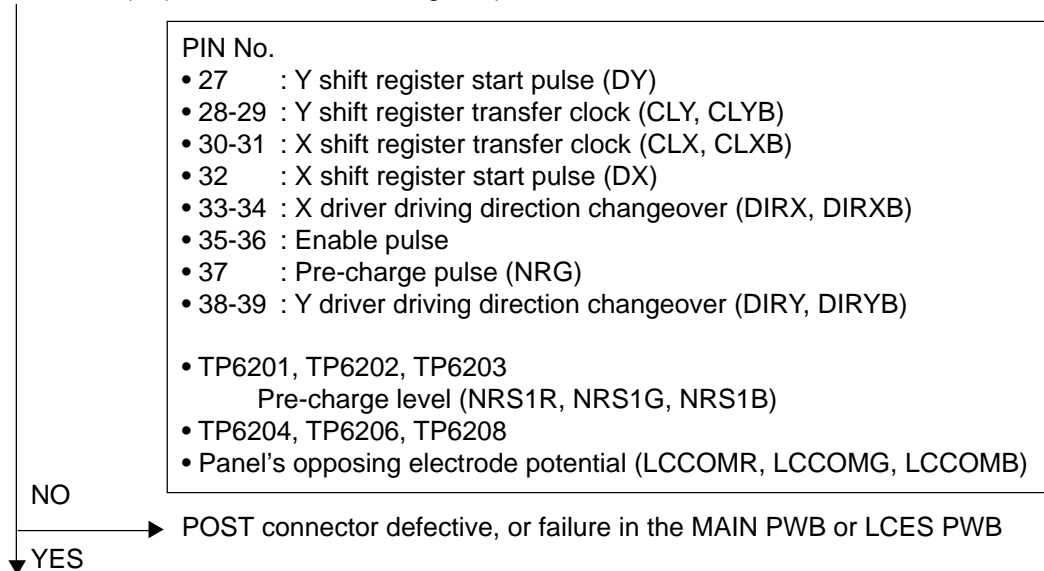 PIN No.
• 27 : Y shift register start pulse (DY)
• 28-29 : Y shift register transfer clock (CLY, CLYB)
• 30-31 : X shift register transfer clock (CLX, CLXB)
• 32 : X shift register start pulse (DX)
• 33-34 : X driver driving direction changeover (DIRX, DIRXB)
• 35-36 : Enable pulse
• 37 : Pre-charge pulse (NRG)
• 38-39 : Y driver driving direction changeover (DIRY, DIRYB)
• TP6201, TP6202, TP6203
Pre-charge level (NRS1R, NRS1G, NRS1B)
• TP6204, TP6206, TP6208
• Panel's opposing electrode potential (LCCOMR, LCCOMG, LCCOMB)
NO
POST connector defective, or failure in the MAIN PWB or LCES PWB
YES